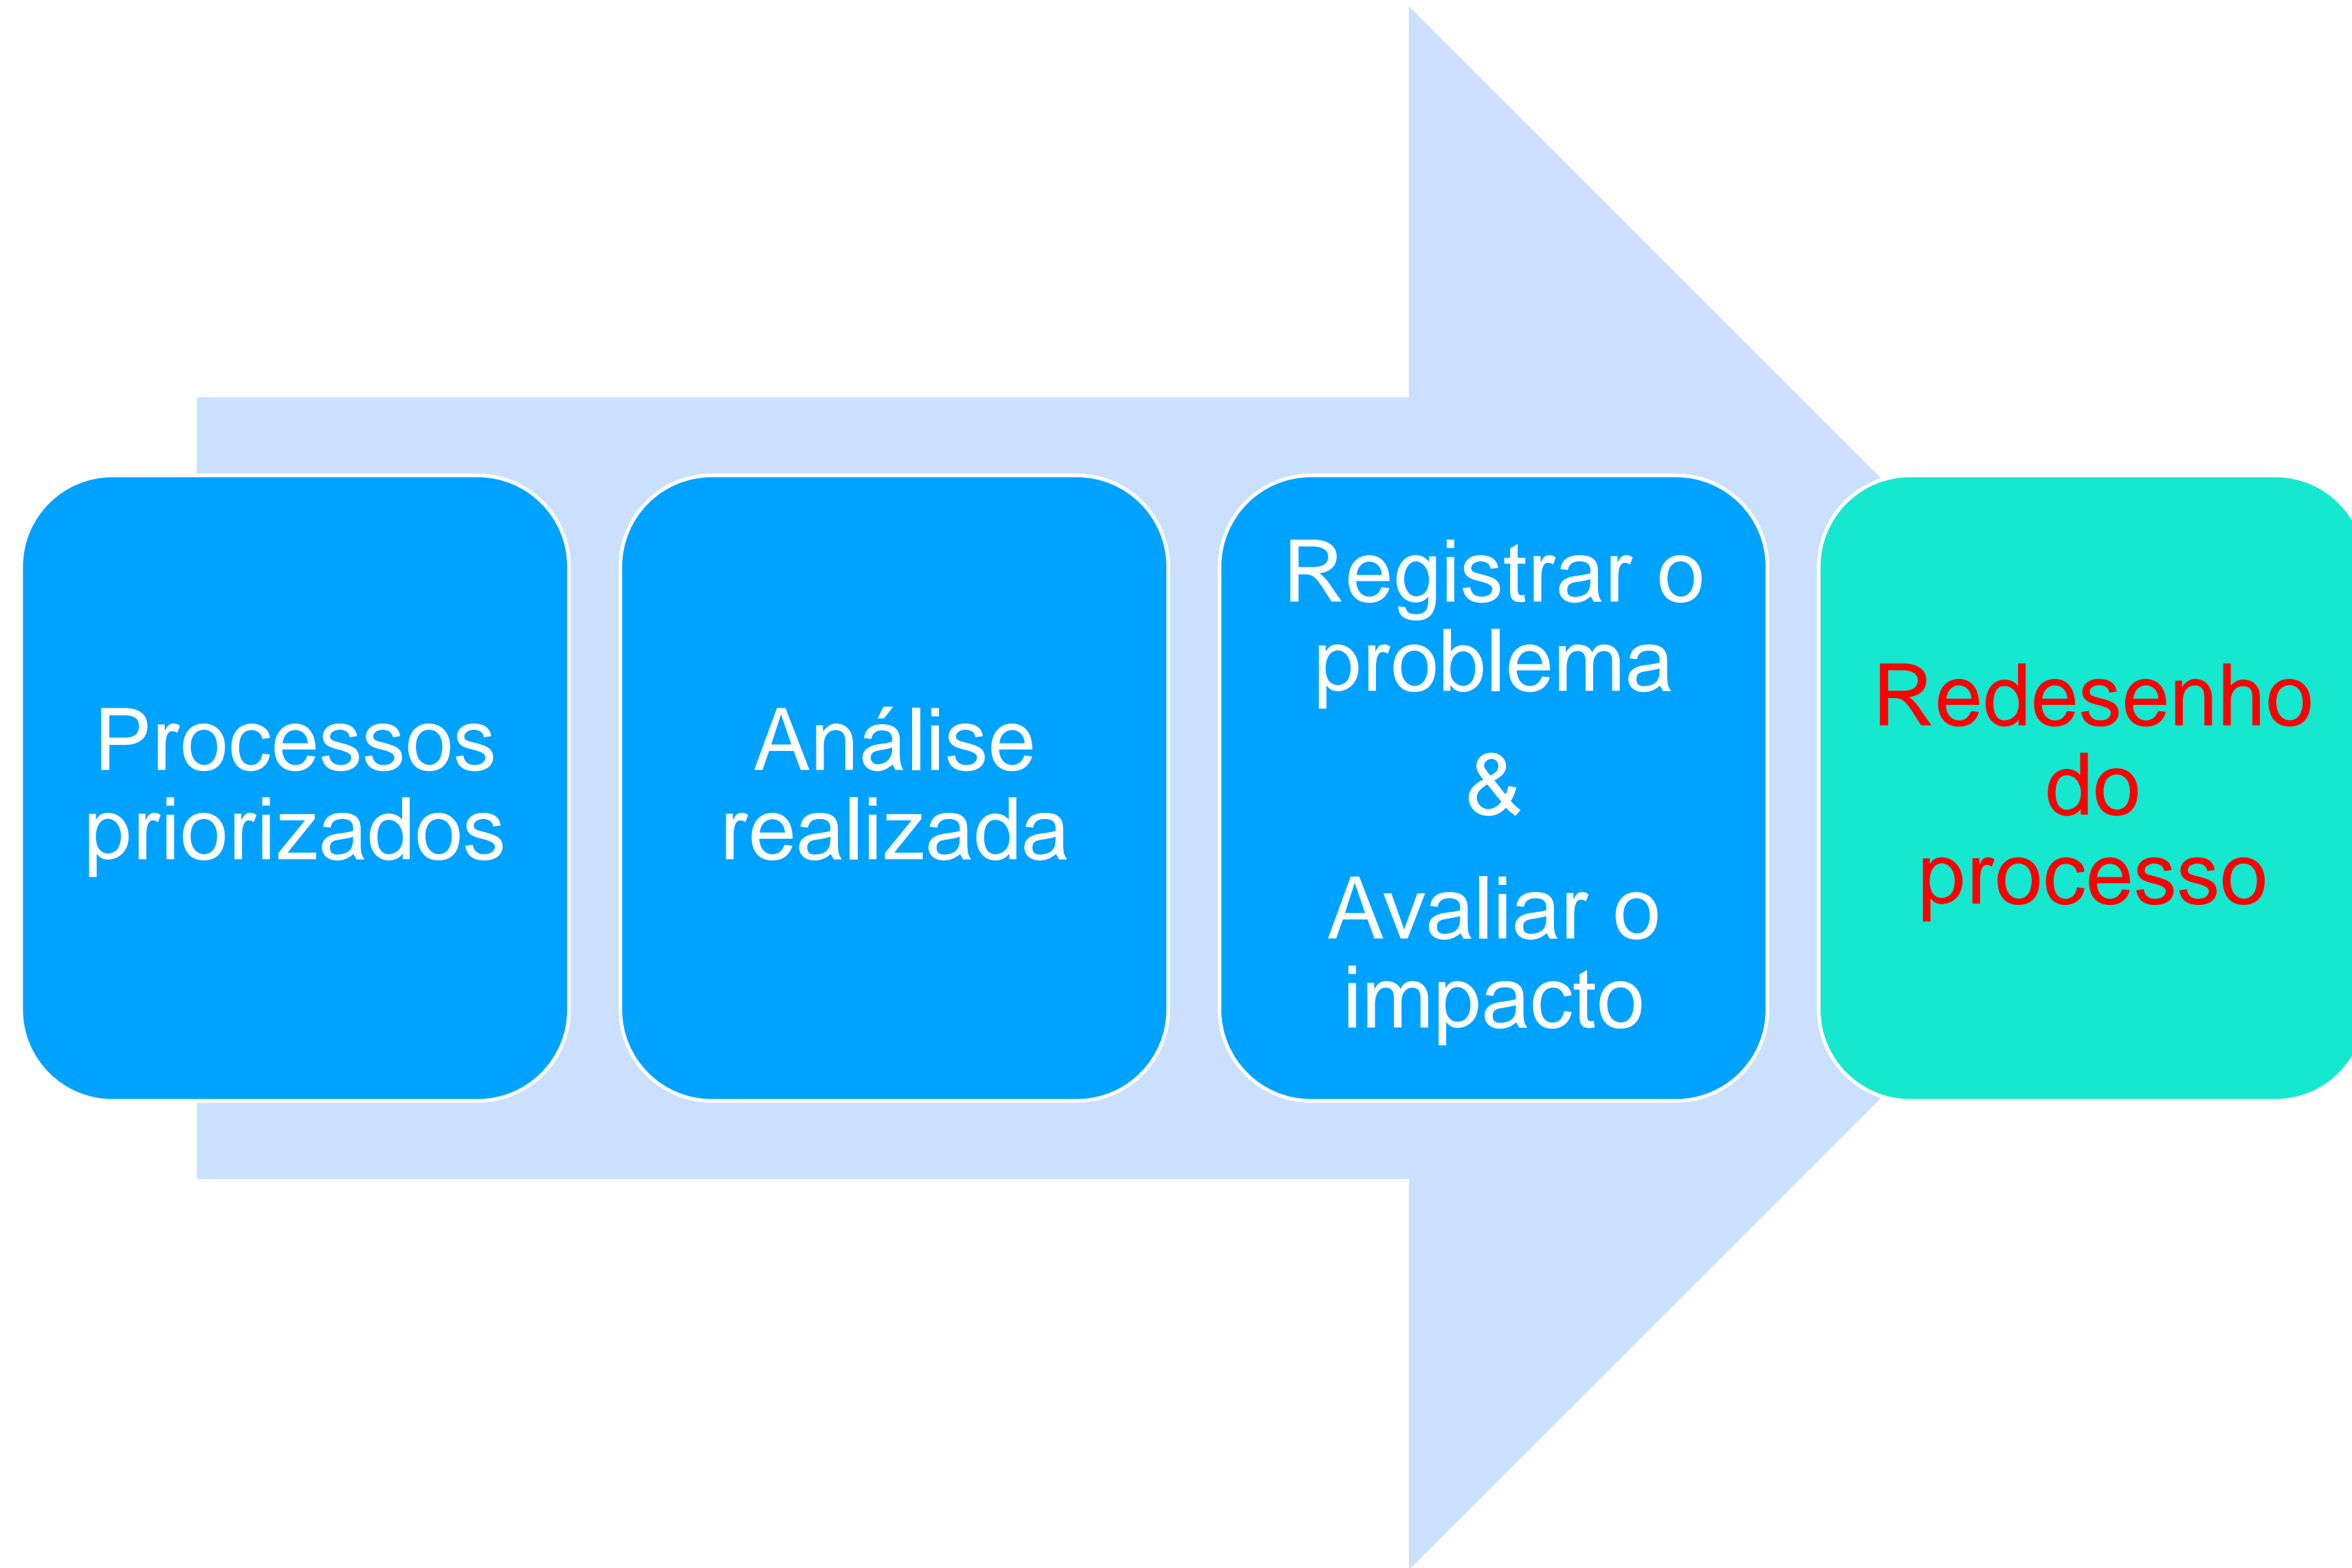 Processos
priorizados
Análise
realizada
Registrar o
problema
&
Avaliar o
impacto
Redesenho
do
processo